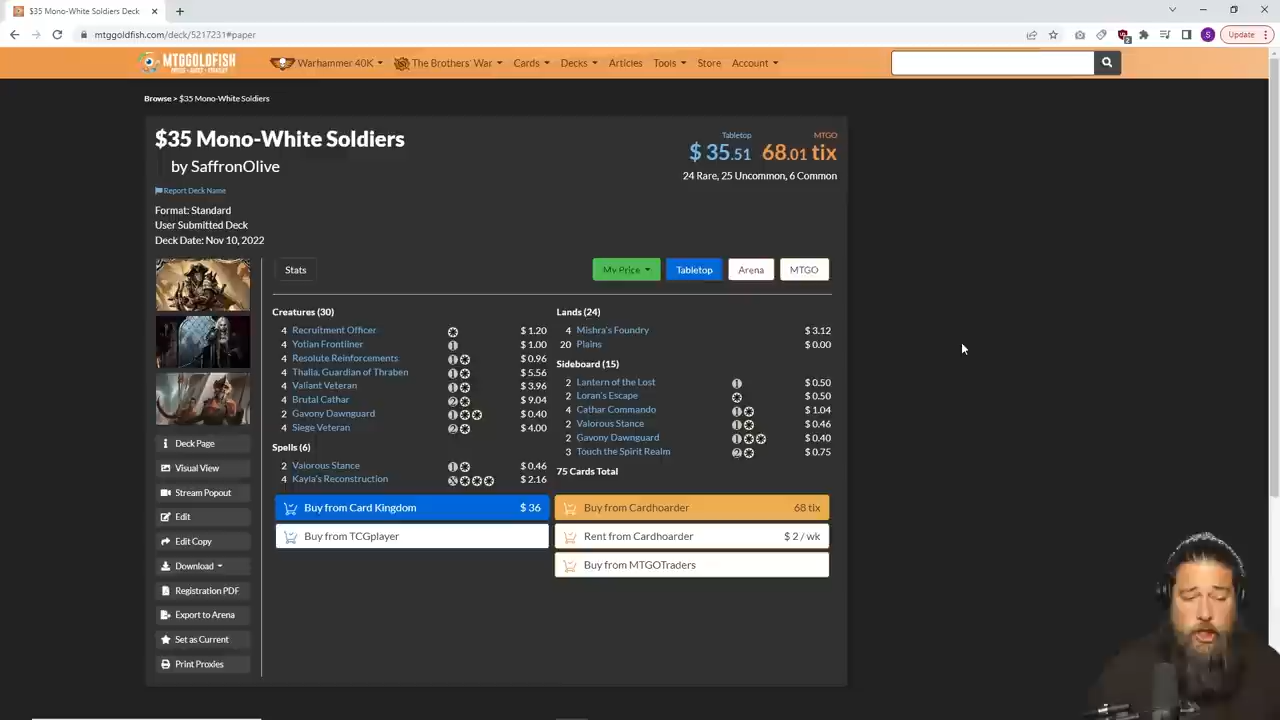 $35 Mono-White Soldiers Deck
mtggoldfish.com/deck/5217231#paper
S
Update
MTGGOLDFISH
Warhammer 40K
The Brothers' War
Cards
Decks
Articles
Tools
Store
Account
Browse > $35 Mono-White Soldiers
$35 Mono-White Soldiers
by SaffronOlive
Tabletop
$ 35.51
MTGO
68.01 tix
24 Rare, 25 Uncommon, 6 Common
Report Deck Name
Format: Standard
User Submitted Deck
Deck Date: Nov 10, 2022
Deck Page
Visual View
Stream Popout
Edit
Edit Copy
Download
Registration PDF
Export to Arena
Set as Current
Print Proxies
Stats
My Price
Tabletop
Arena
MTGO
Creatures (30)
4 Recruitment Officer $ 1.20
4 Yotian Frontliner $ 1.00
4 Resolute Reinforcements $ 0.96
4 Thalia, Guardian of Thraben $ 5.56
4 Valiant Veteran $ 3.96
4 Brutal Cathar $ 9.04
2 Gavony Dawnguard $ 0.40
4 Siege Veteran $ 4.00
Spells (6)
2 Valorous Stance $ 0.46
4 Kayla's Reconstruction $ 2.16
Lands (24)
4 Mishra's Foundry $ 3.12
20 Plains $ 0.00
Sideboard (15)
2 Lantern of the Lost $ 0.50
2 Loran's Escape $ 0.50
4 Cathar Commando $ 1.04
2 Valorous Stance $ 0.46
2 Gavony Dawnguard $ 0.40
3 Touch the Spirit Realm $ 0.75
75 Cards Total
Buy from Card Kingdom $ 36
Buy from TCGplayer
Buy from Cardhoarder 68 tix
Rent from Cardhoarder $ 2 / wk
Buy from MTGOTraders